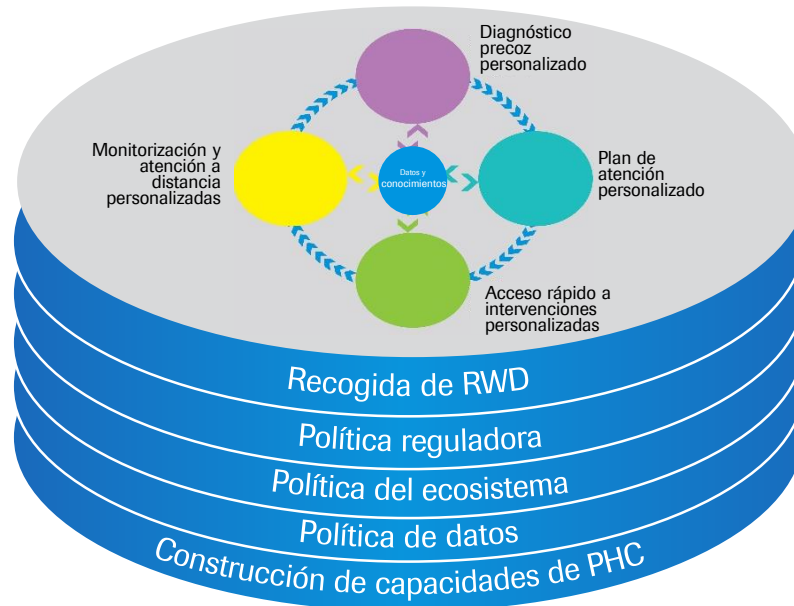 Diagnóstico
precoz
personalizado
Monitorización y
atención a
distancia
personalizadas
Datos y
conocimientos
Plan de
atención
personalizado
Acceso rápido a
intervenciones
personalizadas
Recogida de RWD
Política reguladora
Política del ecosistema
Política de datos
Construcción de capacidades de PHC